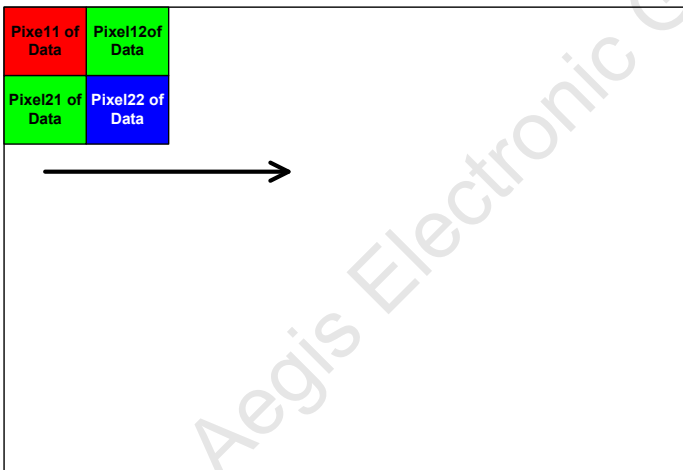 Pixe11 of
Data
Pixel12of
Data
Pixel21 of
Data
Pixel22 of
Data
Aegis Electronic G